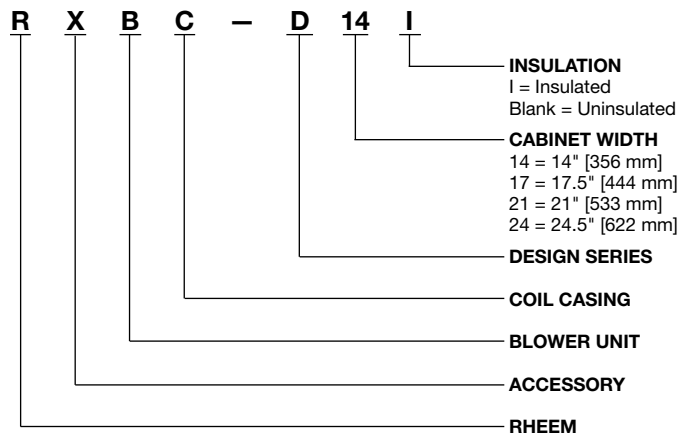 R X B C — D 14 I
INSULATION
I = Insulated
Blank = Uninsulated
CABINET WIDTH
14 = 14" [356 mm]
17 = 17.5" [444 mm]
21 = 21" [533 mm]
24 = 24.5" [622 mm]
DESIGN SERIES
COIL CASING
BLOWER UNIT
ACCESSORY
RHEEM